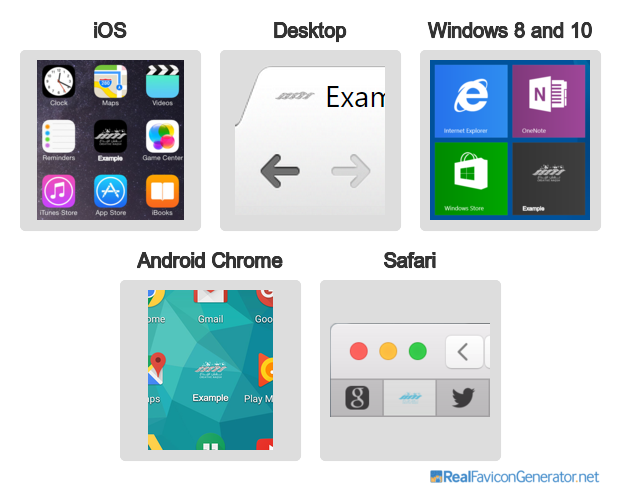 iOS
Desktop
Windows 8 and 10
Clock
Maps
Videos
Reminders
Example
Game Center
iTunes Store
App Store
iBooks
Exam
Internet Explorer
OneNote
Windows Store
Example
Android Chrome
Safari
ome
Gmail
Goo
aps
Example
Play M
RealFaviconGenerator.net